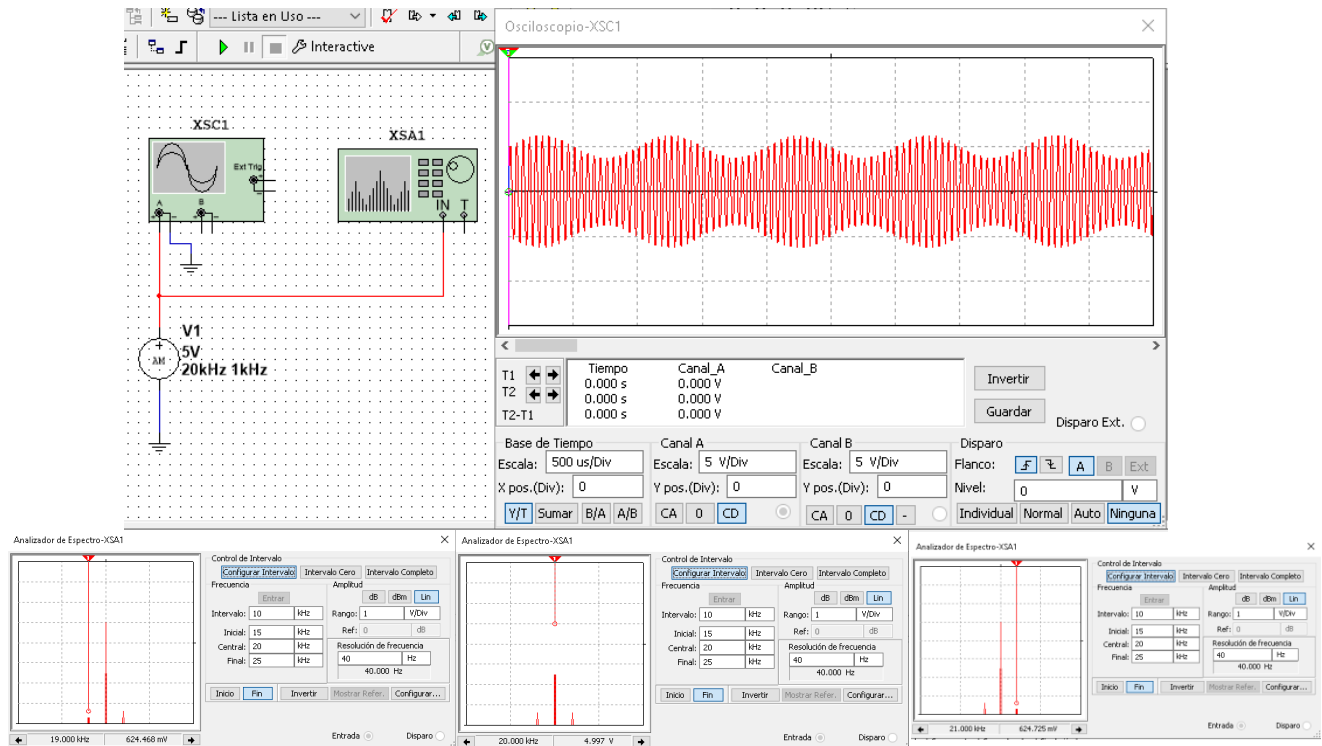 --- Lista en Uso ---
Interactive
XSC1
Ext Trig
A
B
XSA1
IN T
V1
5V
20kHz 1kHz
AM
Osciloscopio-XSC1
Tiempo Canal_A Canal_B
T1 0.000 s 0.000 V
T2 0.000 s 0.000 V
T2-T1 0.000 s 0.000 V
Invertir
Guardar
Disparo Ext.
Base de Tiempo
Escala: 500 us/Div
X pos.(Div): 0
Y/T Sumar B/A A/B
Canal A
Escala: 5 V/Div
Y pos.(Div): 0
CA 0 CD
Canal B
Escala: 5 V/Div
Y pos.(Div): 0
CA 0 CD -
Disparo
Flanco: A B Ext
Nivel: 0 V
Individual Normal Auto Ninguna
Analizador de Espectro-XSA1
Control de Intervalo
Configurar Intervalo Intervalo Cero Intervalo Completo
Frecuencia
Entrar
Intervalo: 10 kHz
Inicial: 15 kHz
Central: 20 kHz
Final: 25 kHz
Amplitud
dB dBm Lin
Rango: 1 V/Div
Ref: 0 dB
Resolución de frecuencia
40 Hz
40.000 Hz
Inicio Fin Invertir Mostrar Refer. Configurar...
19.000 kHz 624.468 mV
Entrada Disparo
Analizador de Espectro-XSA1
Control de Intervalo
Configurar Intervalo Intervalo Cero Intervalo Completo
Frecuencia
Entrar
Intervalo: 10 kHz
Inicial: 15 kHz
Central: 20 kHz
Final: 25 kHz
Amplitud
dB dBm Lin
Rango: 1 V/Div
Ref: 0 dB
Resolución de frecuencia
40 Hz
40.000 Hz
Inicio Fin Invertir Mostrar Refer. Configurar...
20.000 kHz 4.997 V
Entrada Disparo
Analizador de Espectro-XSA1
Control de Intervalo
Configurar Intervalo Intervalo Cero Intervalo Completo
Frecuencia
Entrar
Intervalo: 10 kHz
Inicial: 15 kHz
Central: 20 kHz
Final: 25 kHz
Amplitud
dB dBm Lin
Rango: 1 V/Div
Ref: 0 dB
Resolución de frecuencia
40 Hz
40.000 Hz
Inicio Fin Invertir Mostrar Refer. Configurar...
21.000 kHz 624.725 mV
Entrada Disparo